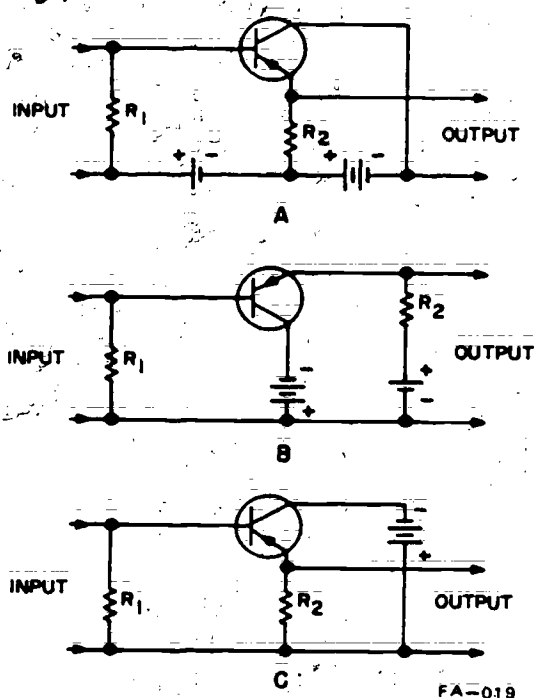 INPUT
R1
+ -
R2
+ -
OUTPUT
A
INPUT
R1
-
+
R2
+
-
OUTPUT
B
INPUT
R1
R2
-
+
OUTPUT
C
FA-019